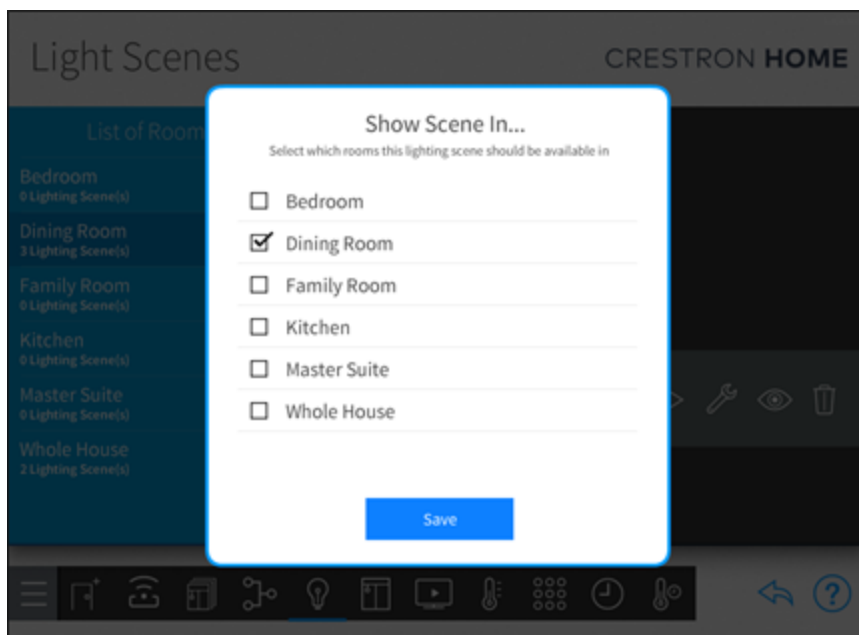 Light Scenes
CRESTRON HOME
List of Room
Bedroom
0 Lighting Scene(s)
Dining Room
3 Lighting Scene(s)
Family Room
0 Lighting Scene(s)
Kitchen
0 Lighting Scene(s)
Master Suite
0 Lighting Scene(s)
Whole House
2 Lighting Scene(s)
Show Scene In...
Select which rooms this lighting scene should be available in
Bedroom
Dining Room
Family Room
Kitchen
Master Suite
Whole House
Save
?